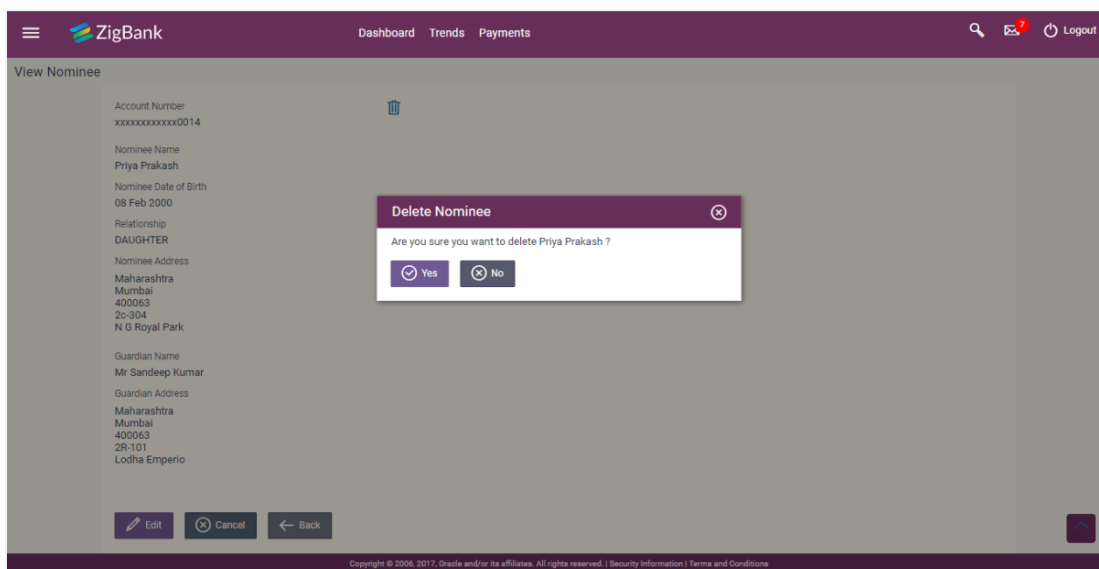 ZigBank
Dashboard Trends Payments
7
Logout
View Nominee
Account Number
xxxxxxxxxxxx0014
Nominee Name
Priya Prakash
Nominee Date of Birth
08 Feb 2000
Relationship
DAUGHTER
Nominee Address
Maharashtra
Mumbai
400063
2c-304
N G Royal Park
Guardian Name
Mr Sandeep Kumar
Guardian Address
Maharashtra
Mumbai
400063
2R-101
Lodha Emperio
Delete Nominee
Are you sure you want to delete Priya Prakash ?
Yes No
Edit Cancel Back
Copyright © 2006, 2017, Oracle and/or its affiliates. All rights reserved. | Security Information | Terms and Conditions